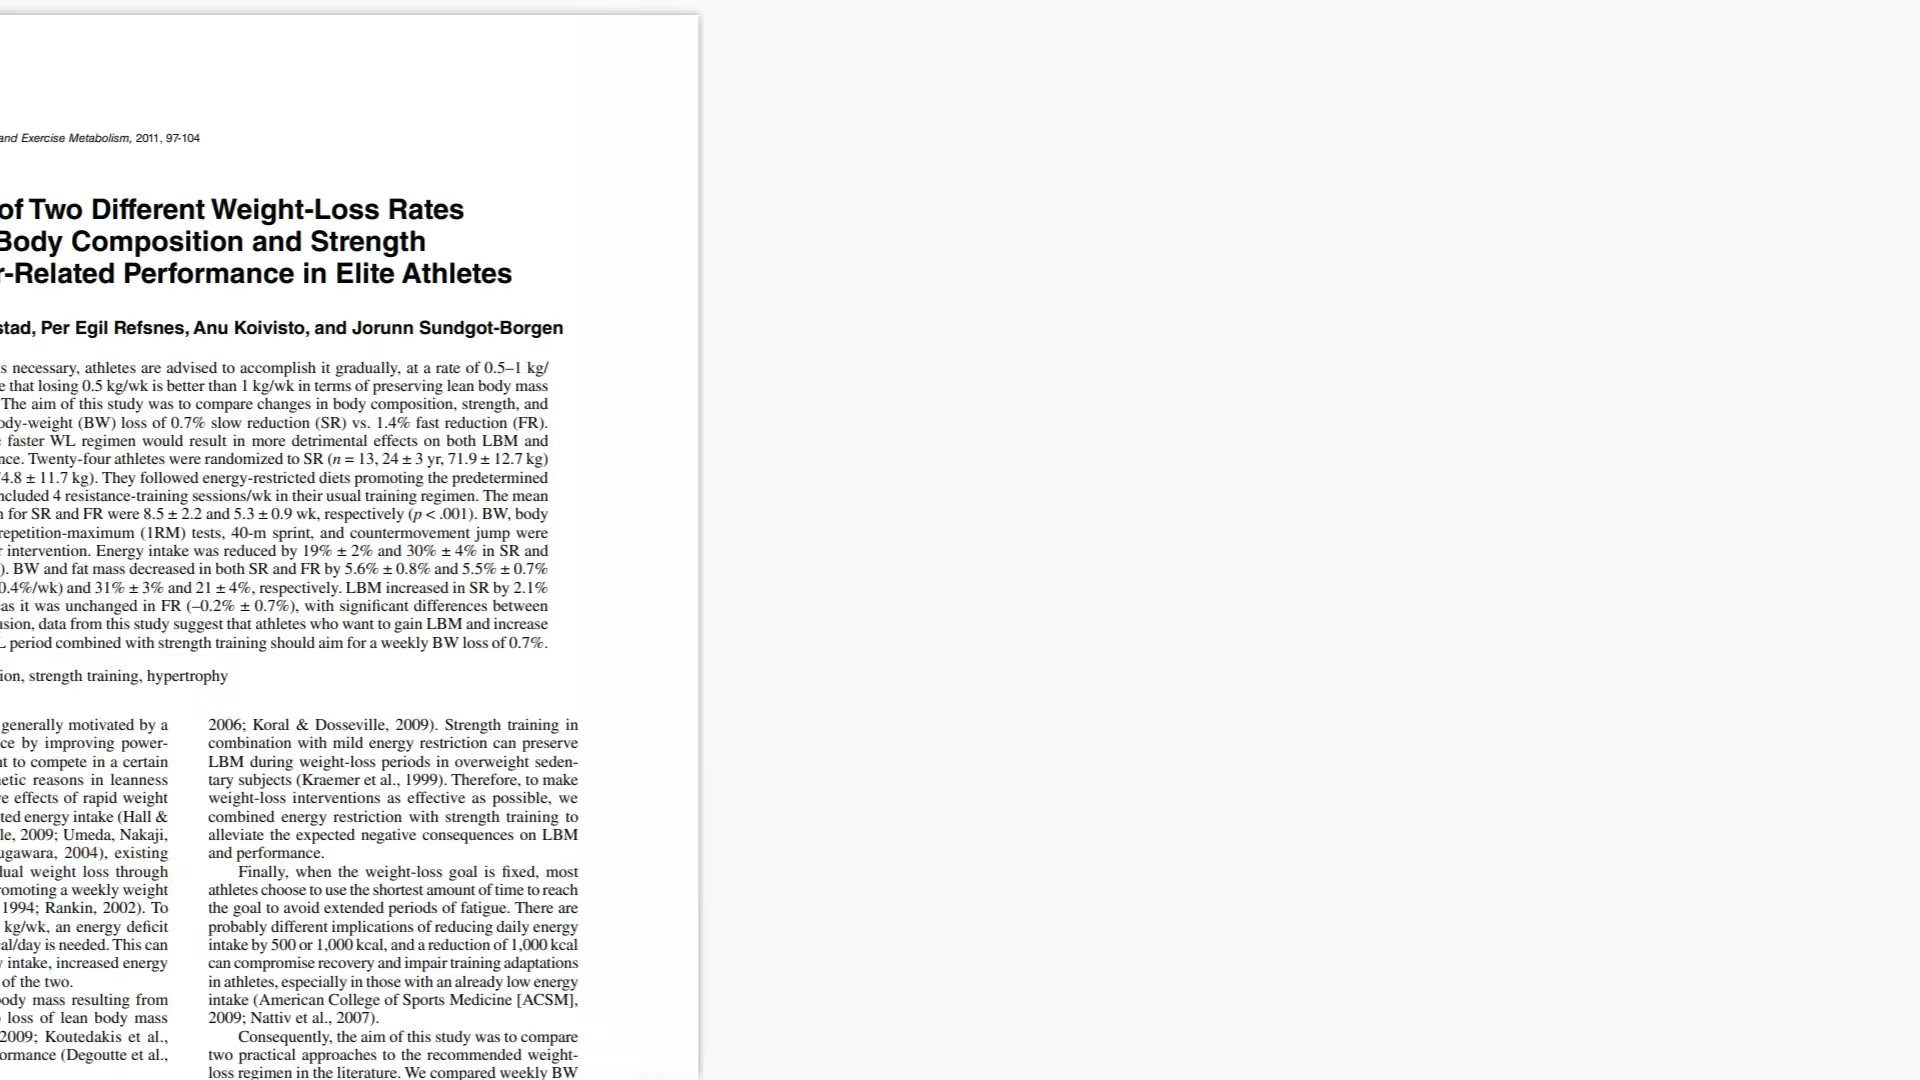 and Exercise Metabolism, 2011, 97-104
of Two Different Weight-Loss Rates
Body Composition and Strength
r-Related Performance in Elite Athletes
stad, Per Egil Refsnes, Anu Koivisto, and Jorunn Sundgot-Borgen
s necessary, athletes are advised to accomplish it gradually, at a rate of 0.5–1 kg/
e that losing 0.5 kg/wk is better than 1 kg/wk in terms of preserving lean body mass
The aim of this study was to compare changes in body composition, strength, and
ody-weight (BW) loss of 0.7% slow reduction (SR) vs. 1.4% fast reduction (FR).
faster WL regimen would result in more detrimental effects on both LBM and
nce. Twenty-four athletes were randomized to SR (n = 13, 24 ± 3 yr, 71.9 ± 12.7 kg)
4.8 ± 11.7 kg). They followed energy-restricted diets promoting the predetermined
ncluded 4 resistance-training sessions/wk in their usual training regimen. The mean
n for SR and FR were 8.5 ± 2.2 and 5.3 ± 0.9 wk, respectively (p < .001). BW, body
repetition-maximum (1RM) tests, 40-m sprint, and countermovement jump were
r intervention. Energy intake was reduced by 19% ± 2% and 30% ± 4% in SR and
). BW and fat mass decreased in both SR and FR by 5.6% ± 0.8% and 5.5% ± 0.7%
0.4%/wk) and 31% ± 3% and 21 ± 4%, respectively. LBM increased in SR by 2.1%
as it was unchanged in FR (–0.2% ± 0.7%), with significant differences between
usion, data from this study suggest that athletes who want to gain LBM and increase
L period combined with strength training should aim for a weekly BW loss of 0.7%.
ion, strength training, hypertrophy
generally motivated by a
ce by improving power-
nt to compete in a certain
hetic reasons in leanness
ve effects of rapid weight
ted energy intake (Hall &
le, 2009; Umeda, Nakaji,
ugawara, 2004), existing
dual weight loss through
romoting a weekly weight
1994; Rankin, 2002). To
kg/wk, an energy deficit
cal/day is needed. This can
y intake, increased energy
of the two.
body mass resulting from
loss of lean body mass
2009; Koutedakis et al.,
ormance (Degoutte et al.,
2006; Koral & Dosseville, 2009). Strength training in
combination with mild energy restriction can preserve
LBM during weight-loss periods in overweight seden-
tary subjects (Kraemer et al., 1999). Therefore, to make
weight-loss interventions as effective as possible, we
combined energy restriction with strength training to
alleviate the expected negative consequences on LBM
and performance.
Finally, when the weight-loss goal is fixed, most
athletes choose to use the shortest amount of time to reach
the goal to avoid extended periods of fatigue. There are
probably different implications of reducing daily energy
intake by 500 or 1,000 kcal, and a reduction of 1,000 kcal
can compromise recovery and impair training adaptations
in athletes, especially in those with an already low energy
intake (American College of Sports Medicine [ACSM],
2009; Nattiv et al., 2007).
Consequently, the aim of this study was to compare
two practical approaches to the recommended weight-
loss regimen in the literature. We compared weekly BW